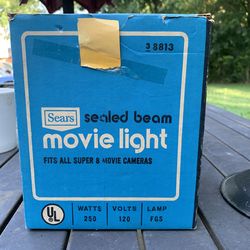 3 8813
Sears
sealed beam
movie light
FITS ALL SUPER 8 MOVIE CAMERAS
UL
WATTS VOLTS LAMP
250 120 FGS